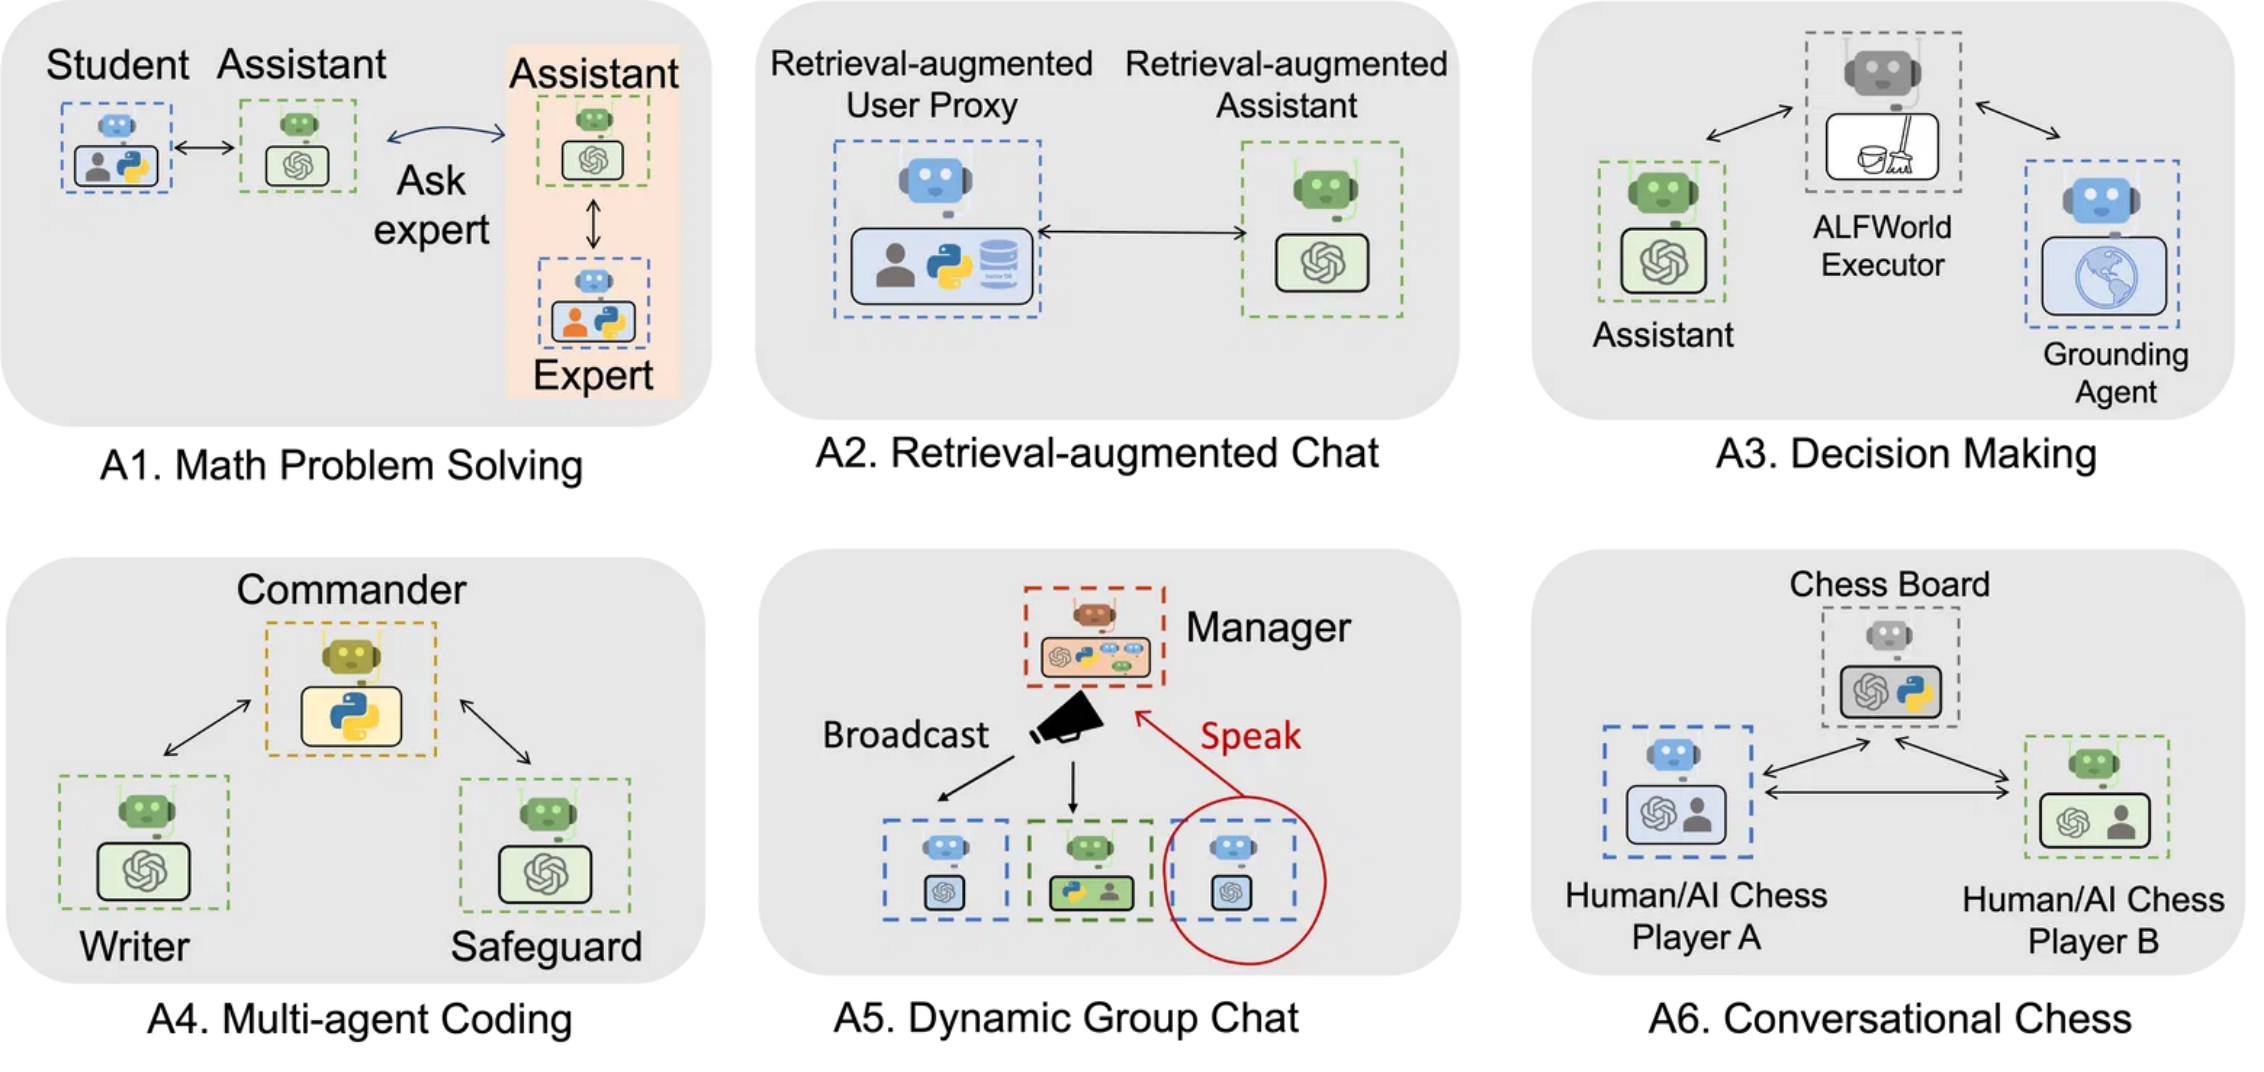 Student
Assistant
Assistant
Ask
expert
Expert
A1. Math Problem Solving
Retrieval-augmented
User Proxy
Retrieval-augmented
Assistant
Vector DB
A2. Retrieval-augmented Chat
ALFWorld
Executor
Assistant
Grounding
Agent
A3. Decision Making
Commander
Writer
Safeguard
A4. Multi-agent Coding
Manager
Broadcast
Speak
A5. Dynamic Group Chat
Chess Board
Human/AI Chess
Player A
Human/AI Chess
Player B
A6. Conversational Chess